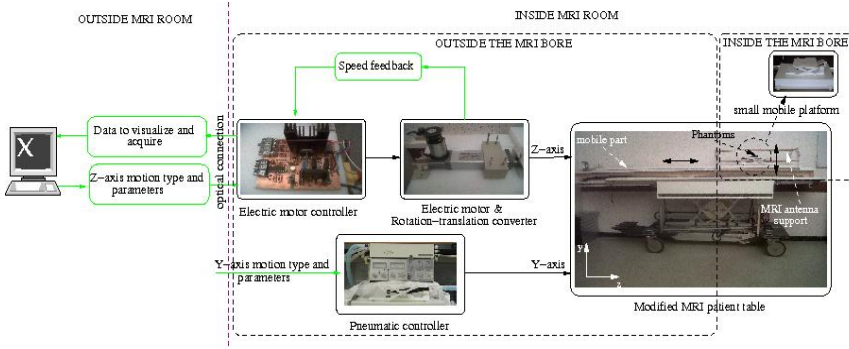 OUTSIDE MRI ROOM
INSIDE MRI ROOM
OUTSIDE THE MRI BORE
INSIDE THE MRI BORE
Speed feedback
small mobile platform
X
Data to visualize and
acquire
optical connection
Z-axis motion type and
parameters
Electric motor controller
Electric motor &
Rotation-translation converter
Z-axis
Phantoms
mobile part
MRI antenna
support
y
z
Y-axis motion type and
parameters
Pneumatic controller
Y-axis
Modified MRI patient table